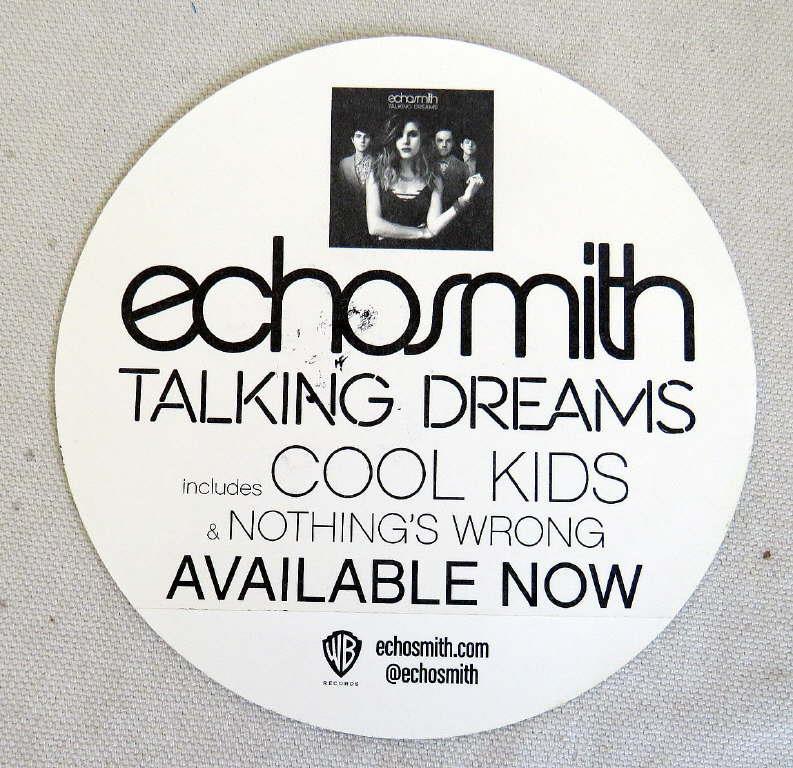 echosmith
TALKING DREAMS
echosmith
TALKING DREAMS
includes COOL KIDS
& NOTHING'S WRONG
AVAILABLE NOW
WB
RECORDS
echosmith.com
@echosmith